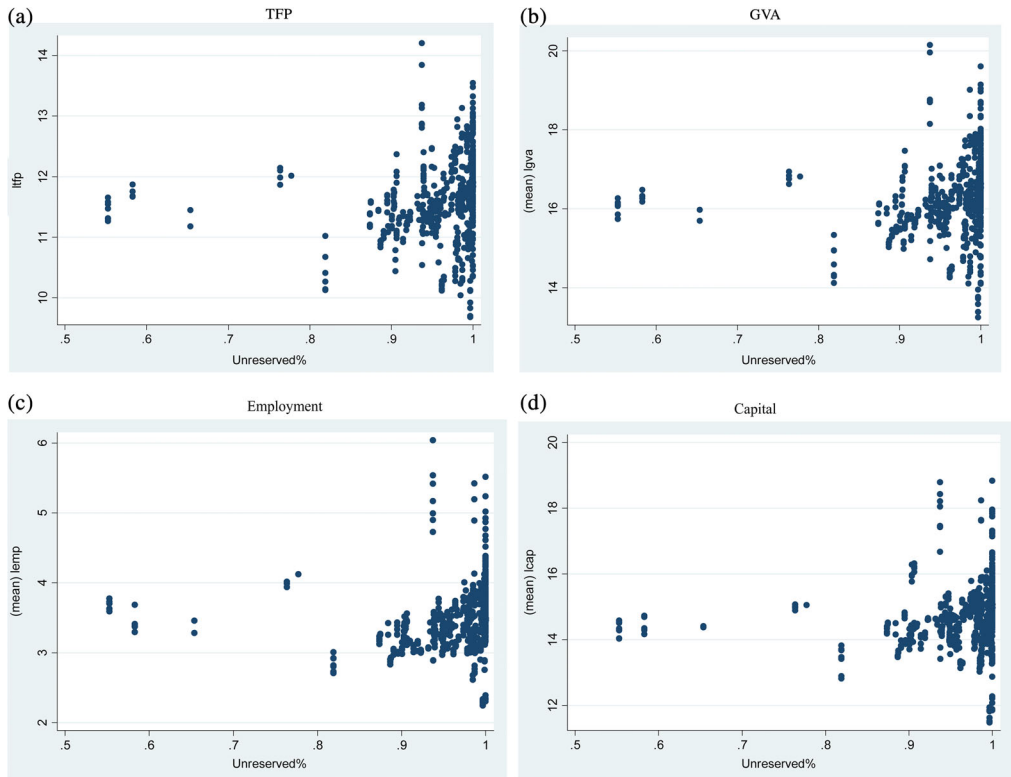 (a)
TFP
ltfp
14
13
12
11
10
.5 .6 .7 .8 .9 1
Unreserved%
(b)
GVA
(mean) lgva
20
18
16
14
.5 .6 .7 .8 .9 1
Unreserved%
(c)
Employment
(mean) lemp
6
5
4
3
2
.5 .6 .7 .8 .9 1
Unreserved%
(d)
Capital
(mean) lcap
20
18
16
14
12
.5 .6 .7 .8 .9 1
Unreserved%